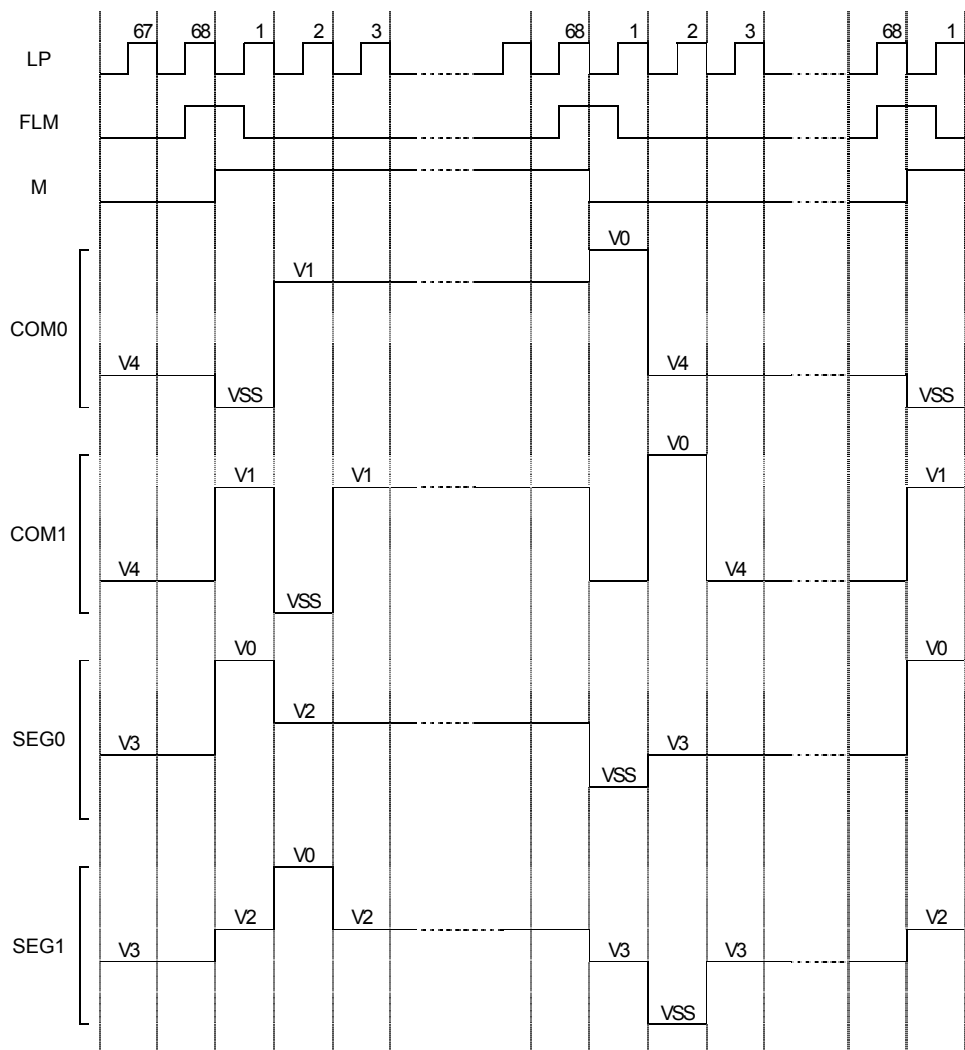 67 68 1 2 3 68 1 2 3 68 1
LP
FLM
M
V0
V1
COM0
V4 V4
VSS VSS
V0
V1 V1 V1
COM1
V4 V4
VSS
V0 V0
V2
SEG0
V3 V3
VSS
V0
V2 V2 V2
SEG1
V3 V3 V3
VSS